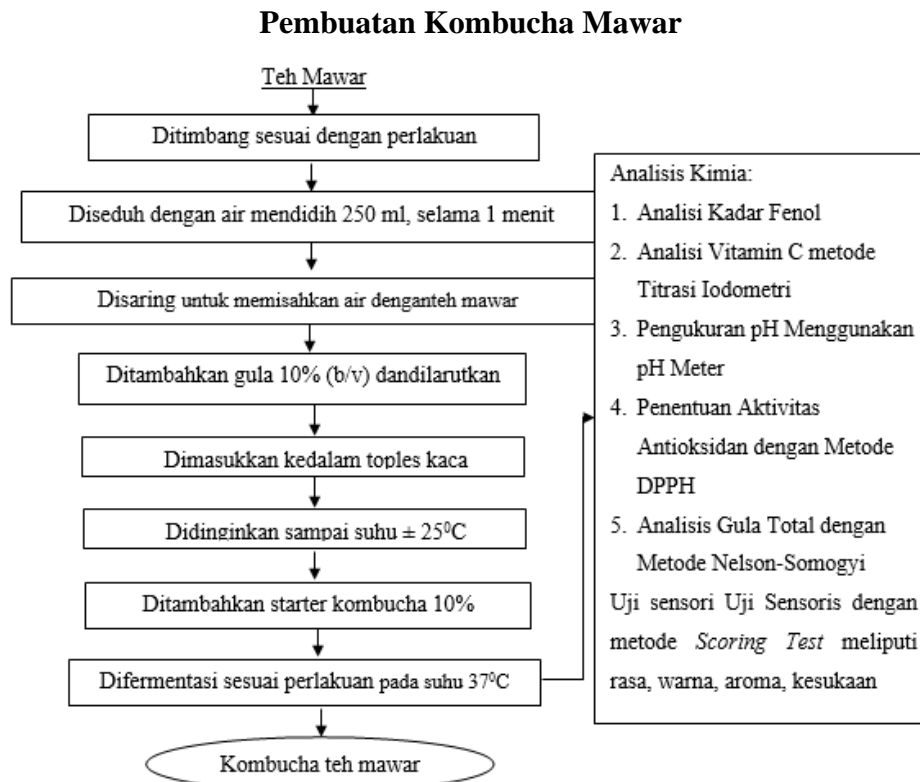 Pembuatan Kombucha Mawar
Teh Mawar
Ditimbang sesuai dengan perlakuan
Diseduh dengan air mendidih 250 ml, selama 1 menit
Disaring untuk memisahkan air denganteh mawar
Ditambahkan gula 10% (b/v) dandilarutkan
Dimasukkan kedalam toples kaca
Didinginkan sampai suhu ± 25⁰C
Ditambahkan starter kombucha 10%
Difermentasi sesuai perlakuan pada suhu 37⁰C
Kombucha teh mawar
Analisis Kimia:
1. Analisi Kadar Fenol
2. Analisi Vitamin C metode
Titrasi Iodometri
3. Pengukuran pH Menggunakan
pH Meter
4. Penentuan Aktivitas
Antioksidan dengan Metode
DPPH
5. Analisis Gula Total dengan
Metode Nelson-Somogyi
Uji sensori Uji Sensoris dengan
metode Scoring Test meliputi
rasa, warna, aroma, kesukaan